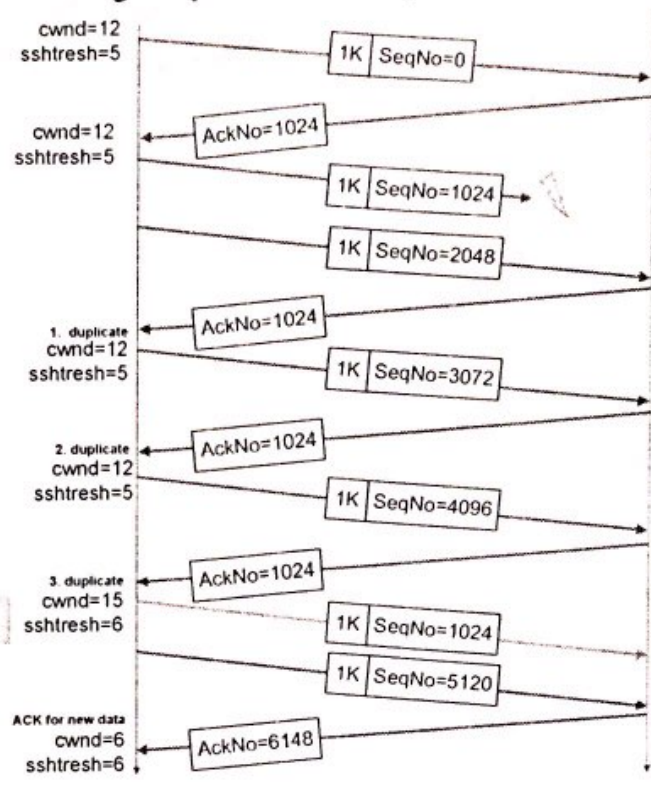 cwnd=12
sshtresh=5
1K SeqNo=0
AckNo=1024
cwnd=12
sshtresh=5
1K SeqNo=1024
1K SeqNo=2048
AckNo=1024
1. duplicate
cwnd=12
sshtresh=5
1K SeqNo=3072
AckNo=1024
2. duplicate
cwnd=12
sshtresh=5
1K SeqNo=4096
AckNo=1024
3. duplicate
cwnd=15
sshtresh=6
1K SeqNo=1024
1K SeqNo=5120
ACK for new data
cwnd=6
sshtresh=6
AckNo=6148